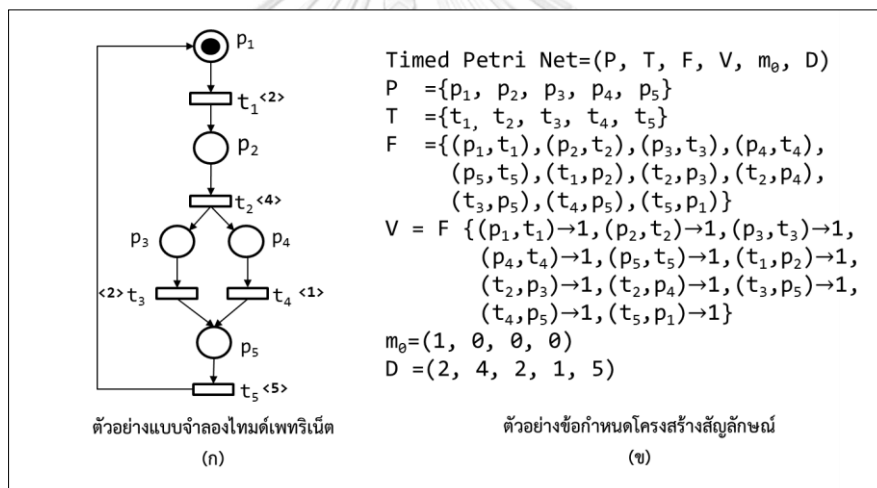 p1
t1<2>
p2
t2<4>
p3
p4
<2>t3
t4<1>
p5
t5<5>
ตัวอย่างแบบจำลองไทมด์เพทริเน็ต
(ก)
Timed Petri Net=(P, T, F, V, m0, D)
P ={p1, p2, p3, p4, p5}
T ={t1, t2, t3, t4, t5}
F ={(p1,t1),(p2,t2),(p3,t3),(p4,t4),
(p5,t5),(t1,p2),(t2,p3),(t2,p4),
(t3,p5),(t4,p5),(t5,p1)}
V = F {(p1,t1)→1,(p2,t2)→1,(p3,t3)→1,
(p4,t4)→1,(p5,t5)→1,(t1,p2)→1,
(t2,p3)→1,(t2,p4)→1,(t3,p5)→1,
(t4,p5)→1,(t5,p1)→1}
m0=(1, 0, 0, 0)
D =(2, 4, 2, 1, 5)
ตัวอย่างข้อกำหนดโครงสร้างสัญลักษณ์
(ข)